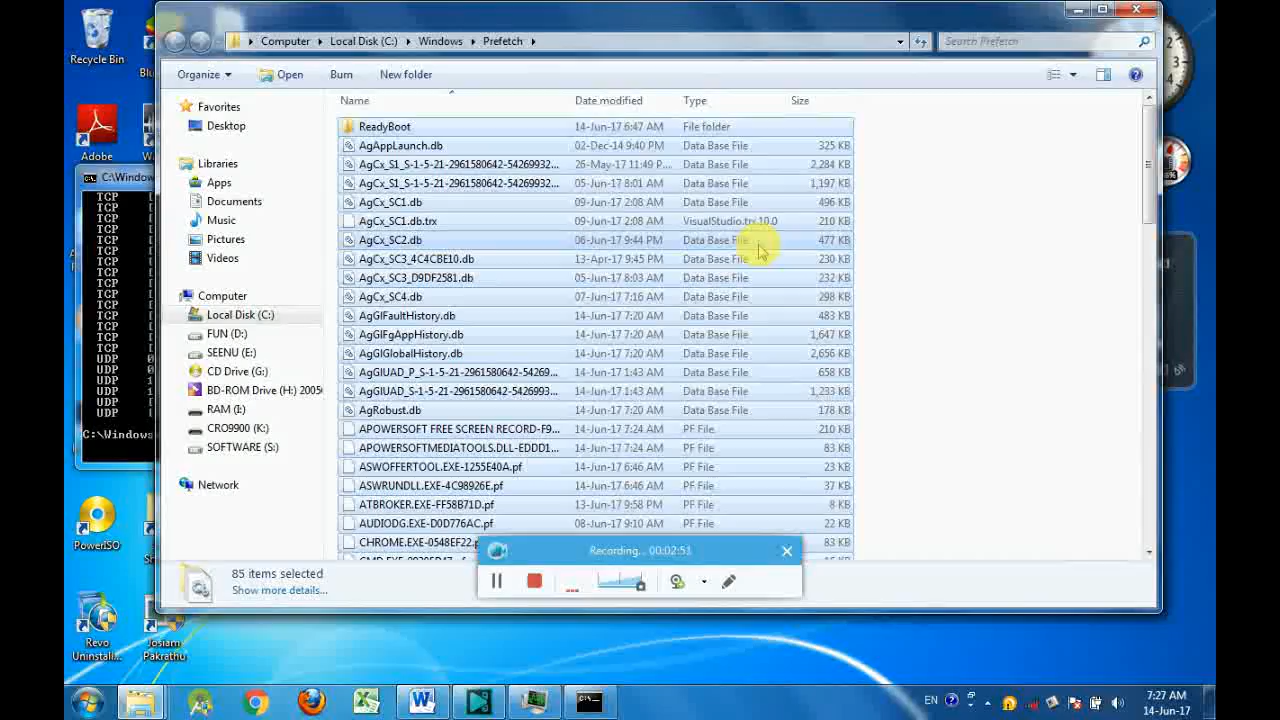 Recycle Bin
Adobe
PowerISO
Revo
Uninstall...
Josiam
Pakrathu
C:\Window
TCP
TCP
TCP
TCP
TCP
TCP
TCP
TCP
TCP
TCP
TCP
TCP
TCP
UDP
UDP
UDP
UDP
UDP
C:\Windows
Computer Local Disk (C:) Windows Prefetch
Search Prefetch
Organize Open Burn New folder
Favorites
Desktop
Libraries
Apps
Documents
Music
Pictures
Videos
Computer
Local Disk (C:)
FUN (D:)
SEENU (E:)
CD Drive (G:)
BD-ROM Drive (H:) 2005
RAM (I:)
CRO9900 (K:)
SOFTWARE (S:)
Network
Name Date modified Type Size
ReadyBoot 14-Jun-17 6:47 AM File folder
AgAppLaunch.db 02-Dec-14 9:40 PM Data Base File 325 KB
AgCx_S1_S-1-5-21-2961580642-54269932... 26-May-17 11:49 P... Data Base File 2,284 KB
AgCx_S1_S-1-5-21-2961580642-54269932... 05-Jun-17 8:01 AM Data Base File 1,197 KB
AgCx_SC1.db 09-Jun-17 2:08 AM Data Base File 496 KB
AgCx_SC1.db.trx 09-Jun-17 2:08 AM VisualStudio.trx.10.0 210 KB
AgCx_SC2.db 06-Jun-17 9:44 PM Data Base File 477 KB
AgCx_SC3_4C4CBE10.db 13-Apr-17 9:45 PM Data Base File 230 KB
AgCx_SC3_D9DF2581.db 05-Jun-17 8:03 AM Data Base File 232 KB
AgCx_SC4.db 07-Jun-17 7:16 AM Data Base File 298 KB
AgGlFaultHistory.db 14-Jun-17 7:20 AM Data Base File 483 KB
AgGlFgAppHistory.db 14-Jun-17 7:20 AM Data Base File 1,647 KB
AgGlGlobalHistory.db 14-Jun-17 7:20 AM Data Base File 2,656 KB
AgGlUAD_P_S-1-5-21-2961580642-54269... 14-Jun-17 1:43 AM Data Base File 658 KB
AgGlUAD_S-1-5-21-2961580642-5426993... 14-Jun-17 1:43 AM Data Base File 1,233 KB
AgRobust.db 14-Jun-17 7:20 AM Data Base File 178 KB
APOWERSOFT FREE SCREEN RECORD-F9... 14-Jun-17 7:24 AM PF File 210 KB
APOWERSOFTMEDIATOOLS.DLL-EDDD1... 14-Jun-17 7:24 AM PF File 83 KB
ASWOFFERTOOL.EXE-1255E40A.pf 14-Jun-17 6:46 AM PF File 23 KB
ASWRUNDLL.EXE-4C98926E.pf 14-Jun-17 6:46 AM PF File 37 KB
ATBROKER.EXE-FF58B71D.pf 13-Jun-17 9:58 PM PF File 8 KB
AUDIODG.EXE-D0D776AC.pf 08-Jun-17 9:10 AM PF File 22 KB
CHROME.EXE-0548EF22.p 83 KB
Recording... 00:02:51
85 items selected
Show more details...
EN
7:27 AM
14-Jun-17